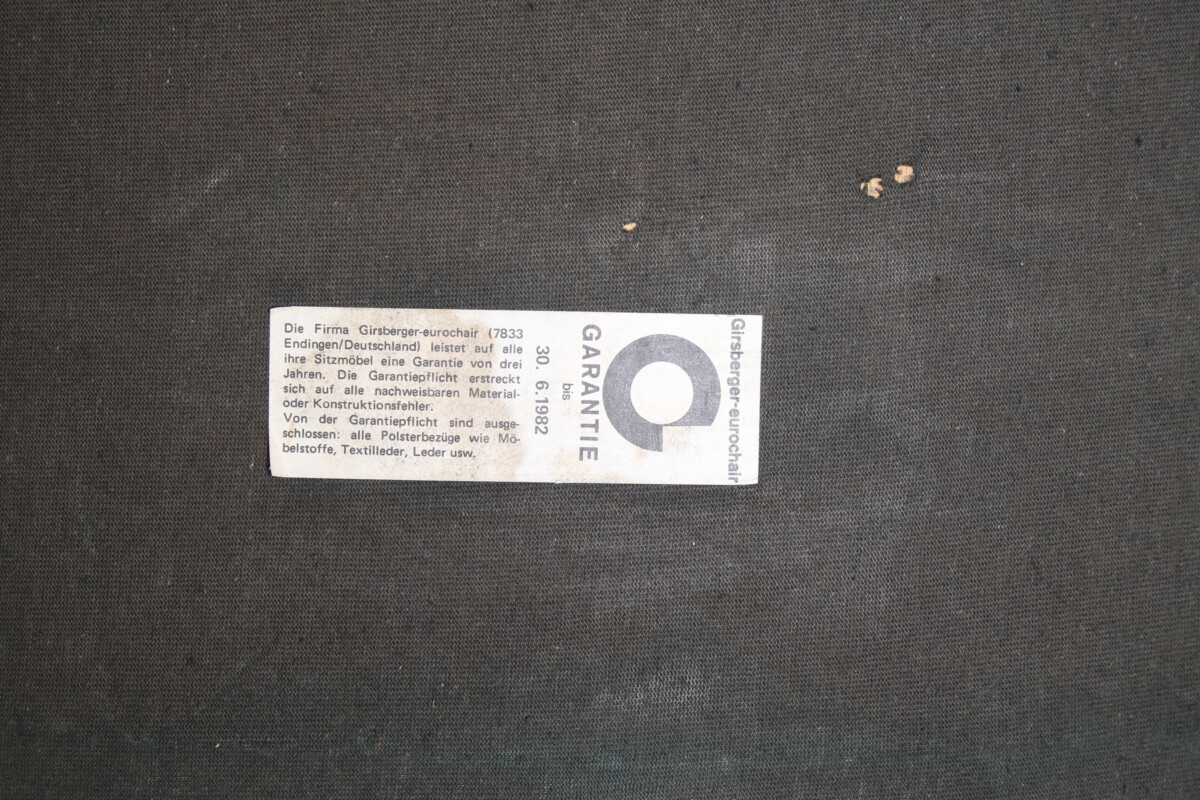 Die Firma Girsberger-eurochair (7833
Endingen/Deutschland) leistet auf alle
ihre Sitzmöbel eine Garantie von drei
Jahren. Die Garantiepflicht erstreckt
sich auf alle nachweisbaren Material-
oder Konstruktionsfehler.
Von der Garantiepflicht sind ausge-
schlossen: alle Polsterbezüge wie Mö-
belstoffe, Textilleder, Leder usw.
Girsberger-eurochair
GARANTIE
bis
30. 6.1982